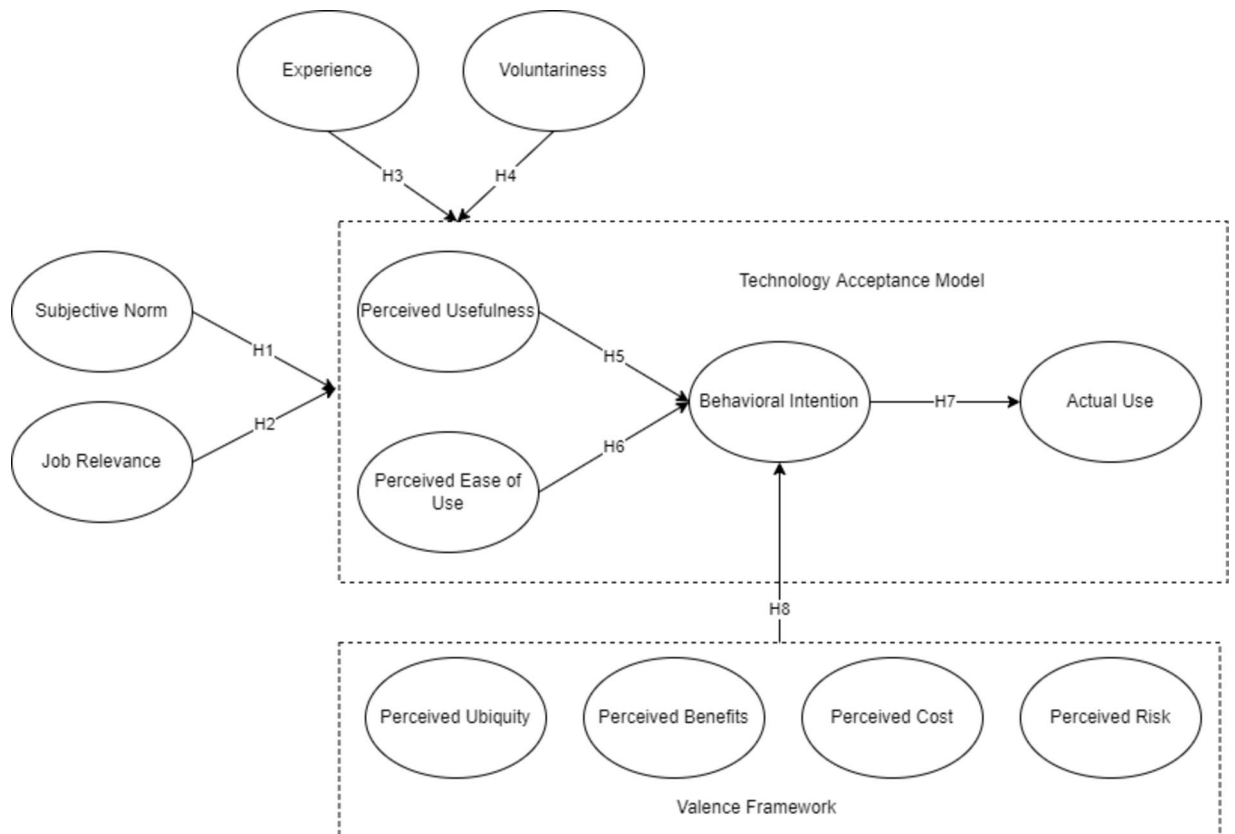 Experience
Voluntariness
H3
H4
Subjective Norm
H1
Job Relevance
H2
Technology Acceptance Model
Perceived Usefulness
H5
Behavioral Intention
H7
Actual Use
Perceived Ease of
Use
H6
H8
Perceived Ubiquity
Perceived Benefits
Perceived Cost
Perceived Risk
Valence Framework